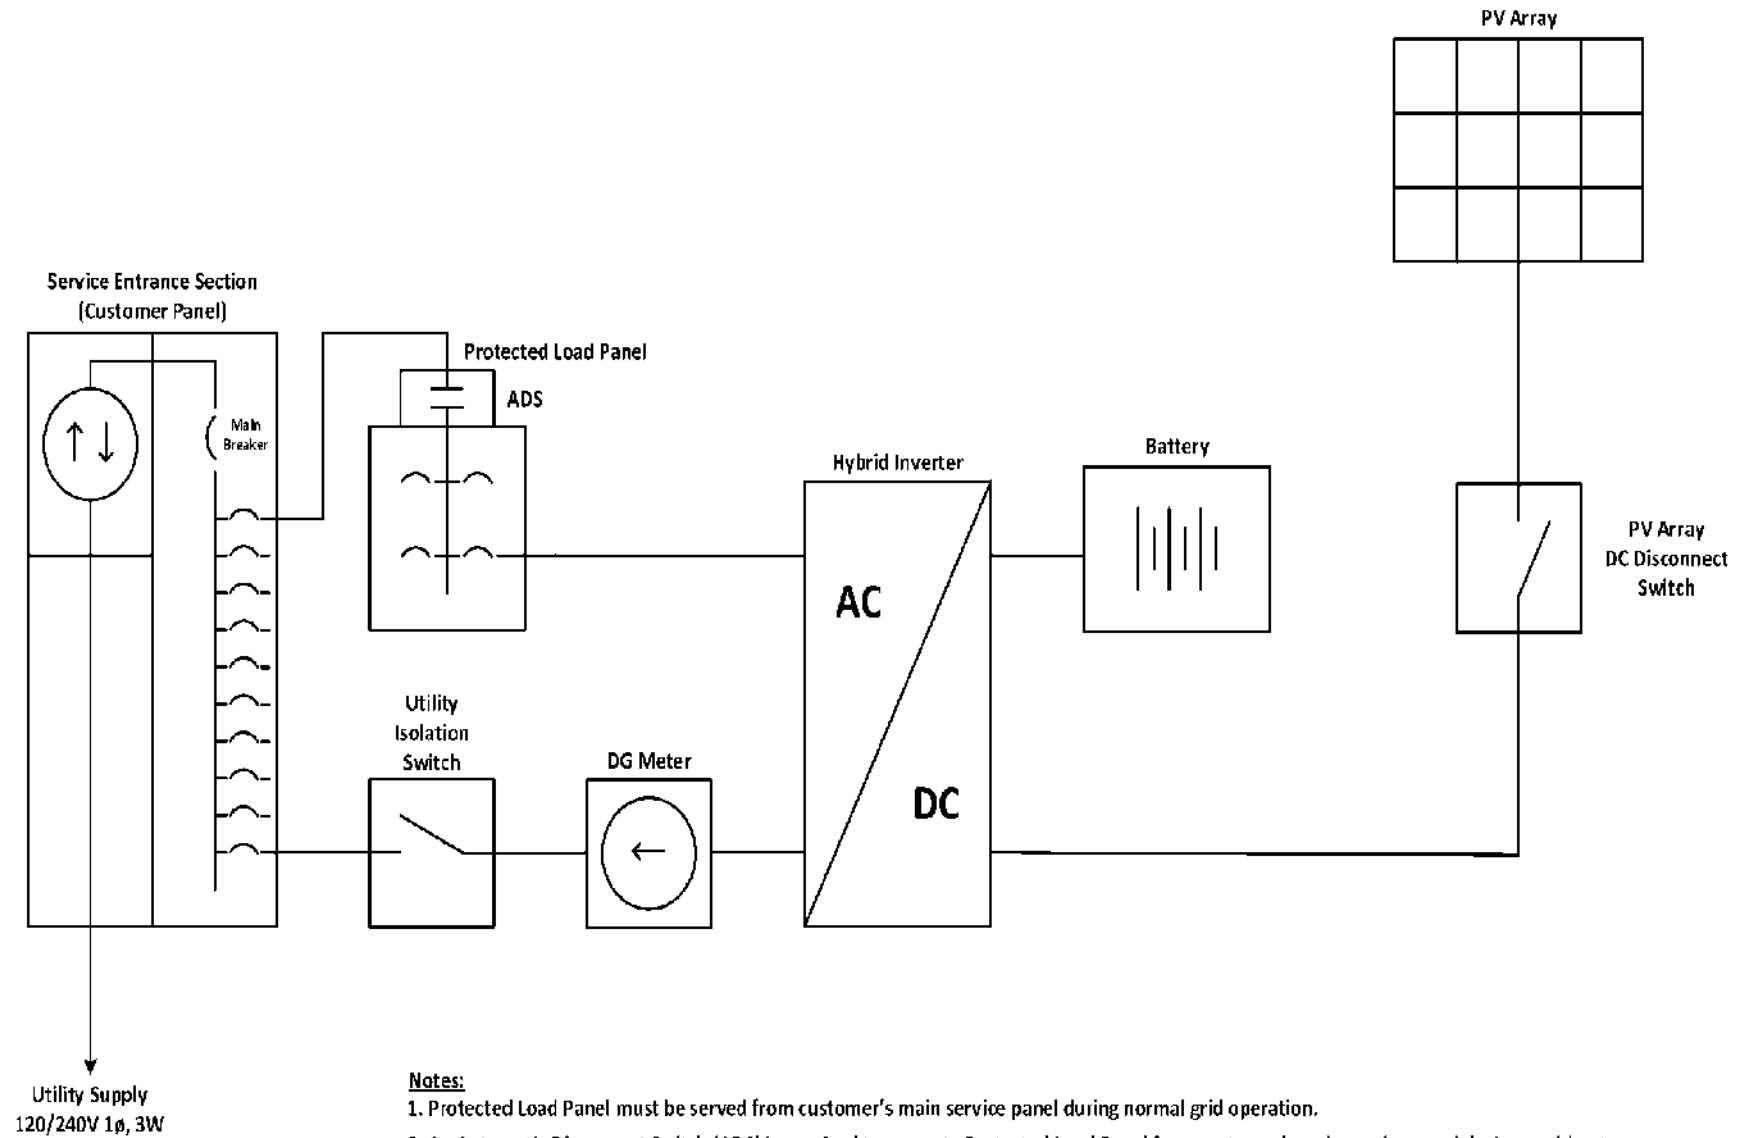 PV Array
Service Entrance Section
(Customer Panel)
Protected Load Panel
ADS
Main
Breaker
Hybrid Inverter
Battery
PV Array
DC Disconnect
Switch
AC
Utility
Isolation
Switch
DG Meter
DC
Utility Supply
120/240V 1ø, 3W
Notes:
1. Protected Load Panel must be served from customer's main service panel during normal grid operation.